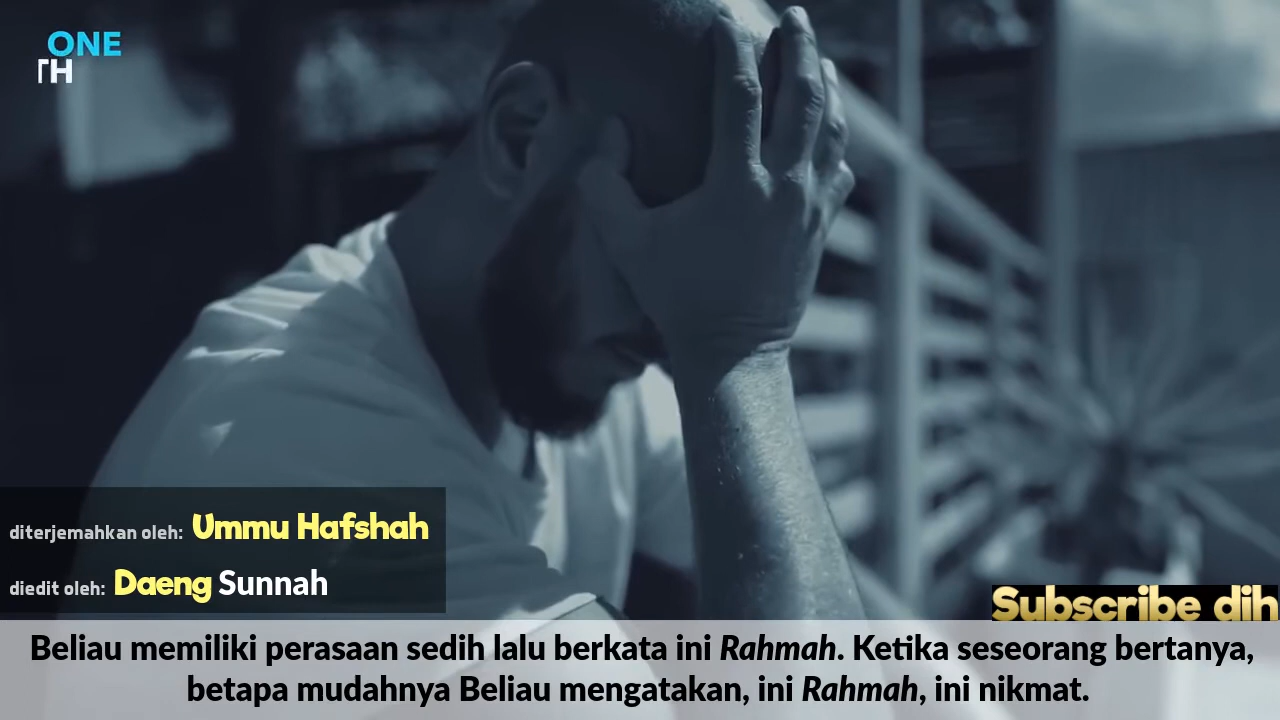 ONE
TH
diterjemahkan oleh: Ummu Hafshah
diedit oleh: Daeng Sunnah
Subscribe dih
Beliau memiliki perasaan sedih lalu berkata ini Rahmah. Ketika seseorang bertanya,
betapa mudahnya Beliau mengatakan, ini Rahmah, ini nikmat.